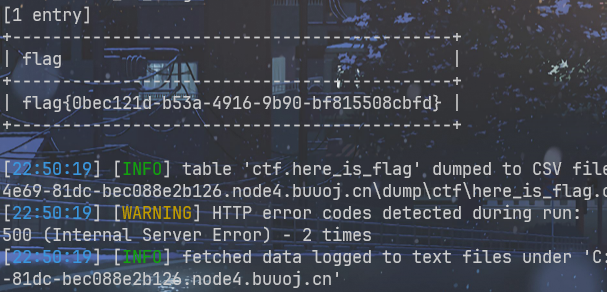 [1 entry]
+--------------------------------------------+
| flag                                       |
+--------------------------------------------+
| flag{0bec121d-b53a-4916-9b90-bf815508cbfd} |
+--------------------------------------------+
[22:50:19] [INFO] table 'ctf.here_is_flag' dumped to CSV file
4e69-81dc-bec088e2b126.node4.buuoj.cn\dump\ctf\here_is_flag.c
[22:50:19] [WARNING] HTTP error codes detected during run:
500 (Internal Server Error) - 2 times
[22:50:19] [INFO] fetched data logged to text files under 'C:
-81dc-bec088e2b126.node4.buuoj.cn'